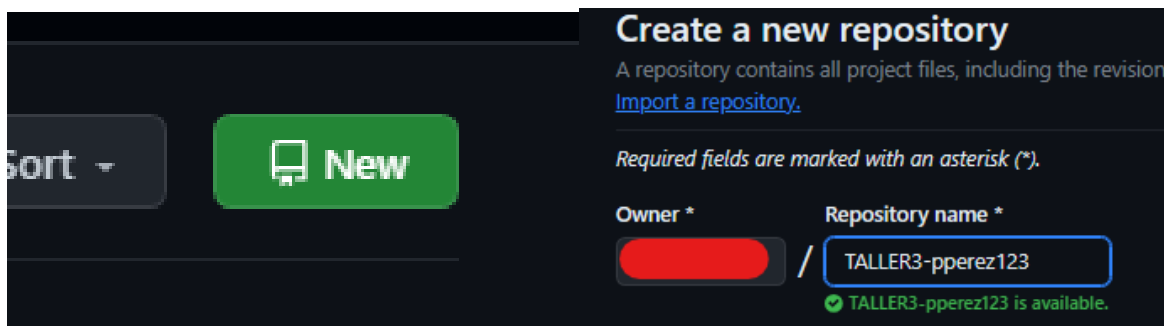 Sort
New
Create a new repository
A repository contains all project files, including the revision
Import a repository.
Required fields are marked with an asterisk (*).
Owner *
Repository name *
/
TALLER3-pperez123
TALLER3-pperez123 is available.